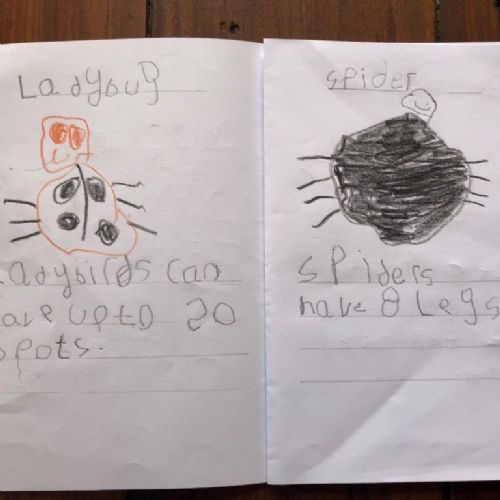 Ladybug
Ladybirds can
have upto 20
spots.
spider
spiders
have 8 Legs